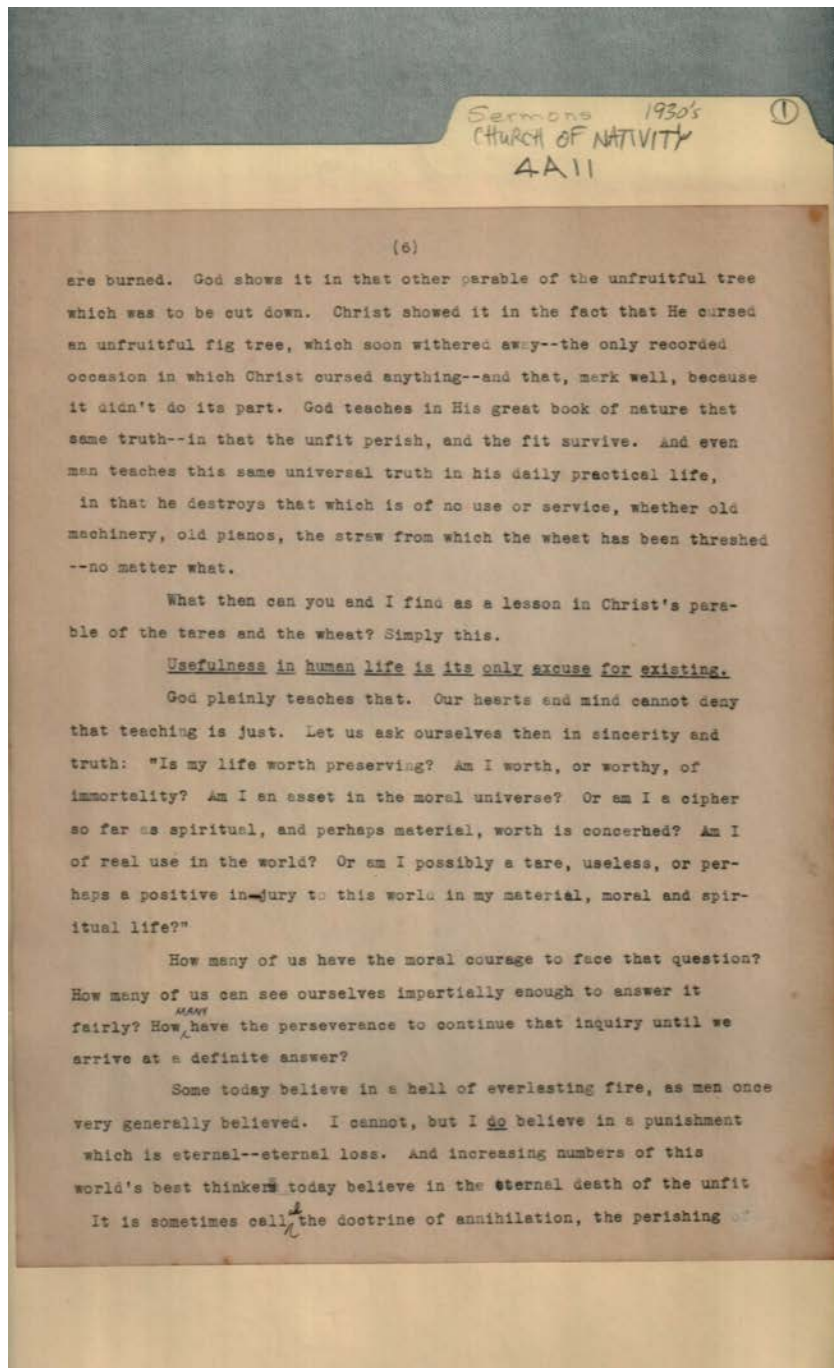 Sermons 1930's ①
CHURCH OF NATIVITY
4A11
(6)
are burned. God shows it in that other parable of the unfruitful tree
which was to be cut down. Christ showed it in the fact that He cursed
an unfruitful fig tree, which soon withered away--the only recorded
occasion in which Christ cursed anything--and that, mark well, because
it didn't do its part. God teaches in His great book of nature that
same truth--in that the unfit perish, and the fit survive. And even
man teaches this same universal truth in his daily practical life,
in that he destroys that which is of no use or service, whether old
machinery, old pianos, the straw from which the wheat has been threshed
--no matter what.
What then can you and I find as a lesson in Christ's para-
ble of the tares and the wheat? Simply this.
Usefulness in human life is its only excuse for existing.
God plainly teaches that. Our hearts and mind cannot deny
that teaching is just. Let us ask ourselves then in sincerity and
truth: "Is my life worth preserving? Am I worth, or worthy, of
immortality? Am I an asset in the moral universe? Or am I a cipher
so far as spiritual, and perhaps material, worth is concerhed? Am I
of real use in the world? Or am I possibly a tare, useless, or per-
haps a positive in-jury to this world in my material, moral and spir-
itual life?"
How many of us have the moral courage to face that question?
How many of us can see ourselves impartially enough to answer it
fairly? How MANY have the perseverance to continue that inquiry until we
arrive at a definite answer?
Some today believe in a hell of everlasting fire, as men once
very generally believed. I cannot, but I do believe in a punishment
which is eternal--eternal loss. And increasing numbers of this
world's best thinkers today believe in the eternal death of the unfit
It is sometimes called the doctrine of annihilation, the perishing of